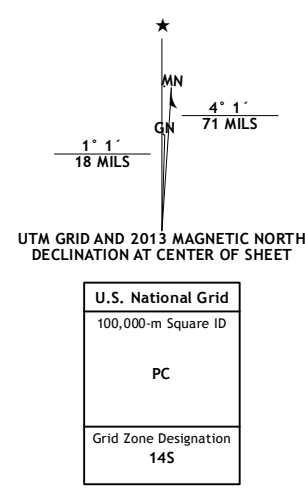 ★
MN
GN
4° 1´
71 MILS
1° 1´
18 MILS
UTM GRID AND 2013 MAGNETIC NORTH
DECLINATION AT CENTER OF SHEET
U.S. National Grid
100,000-m Square ID
PC
Grid Zone Designation
14S